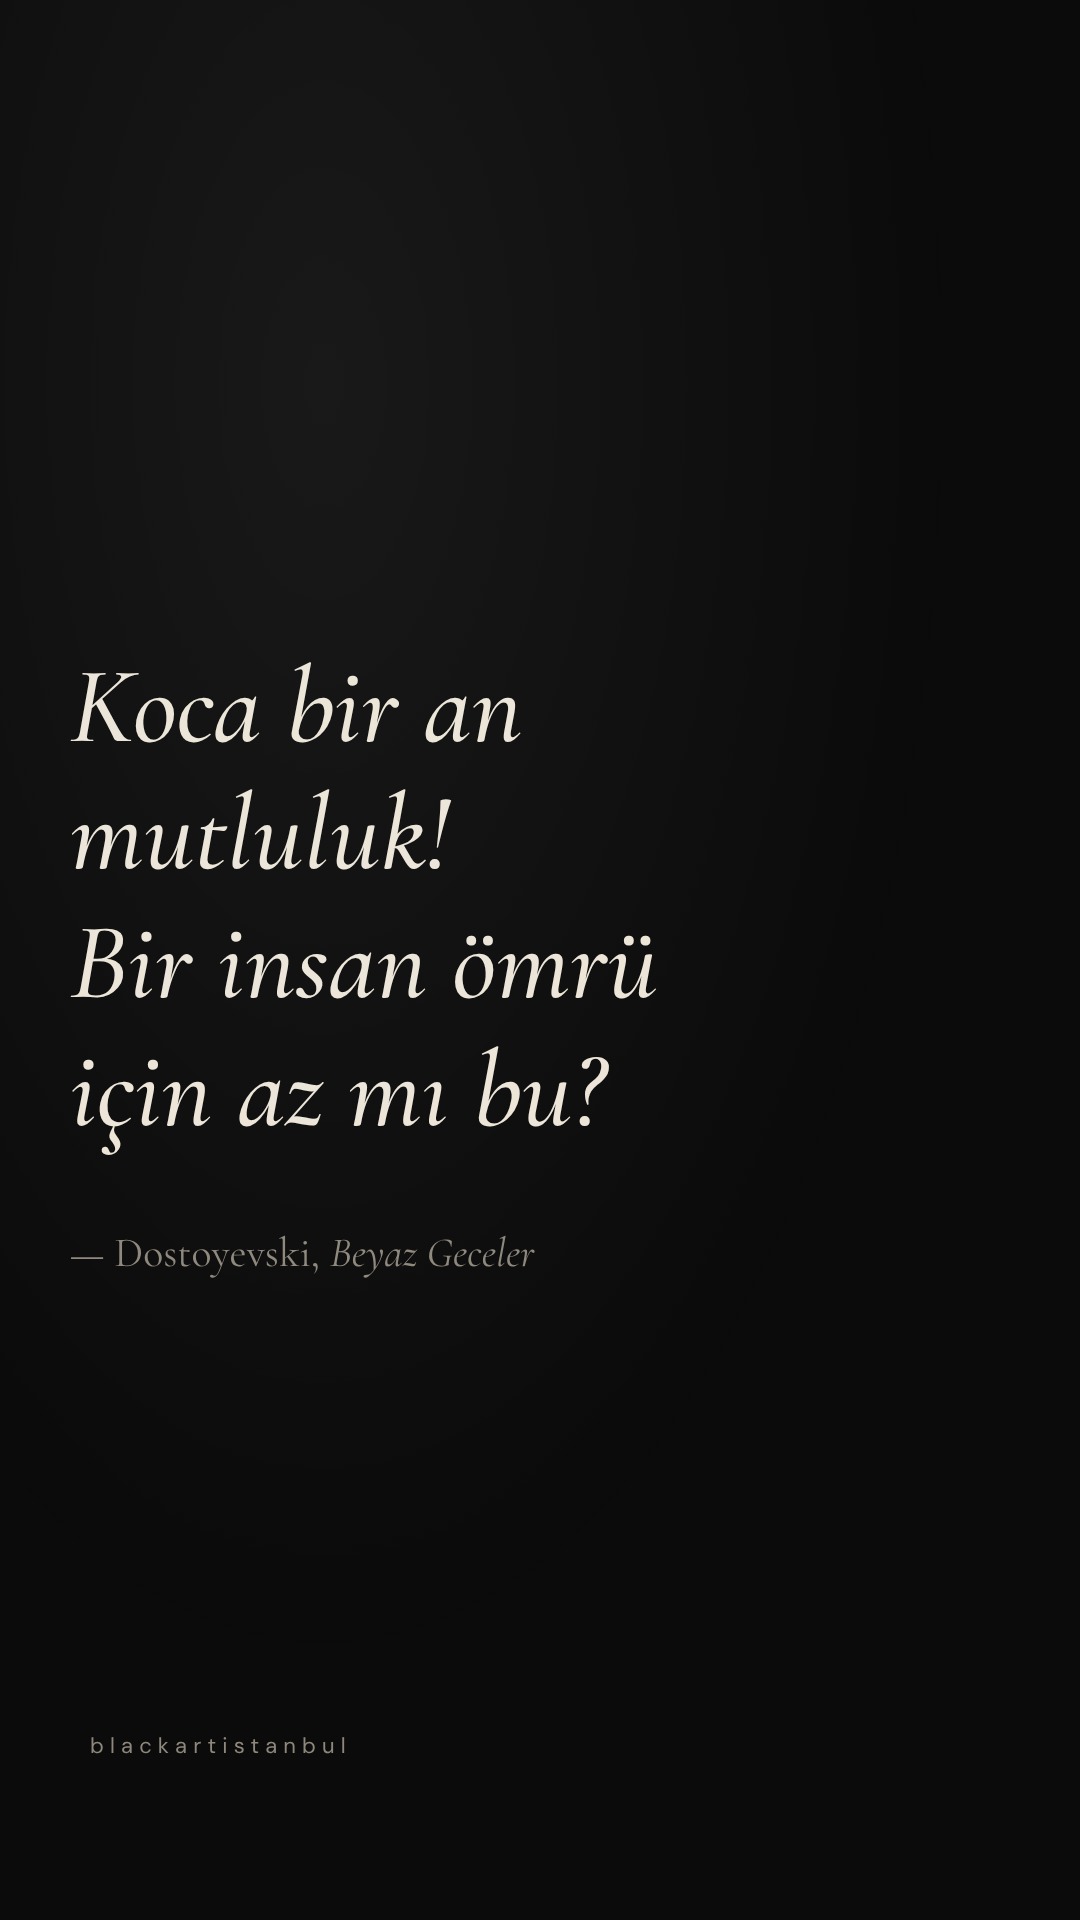 Koca bir an
mutluluk!
Bir insan ömrü
için az mı bu?
— Dostoyevski, Beyaz Geceler
blackartistanbul